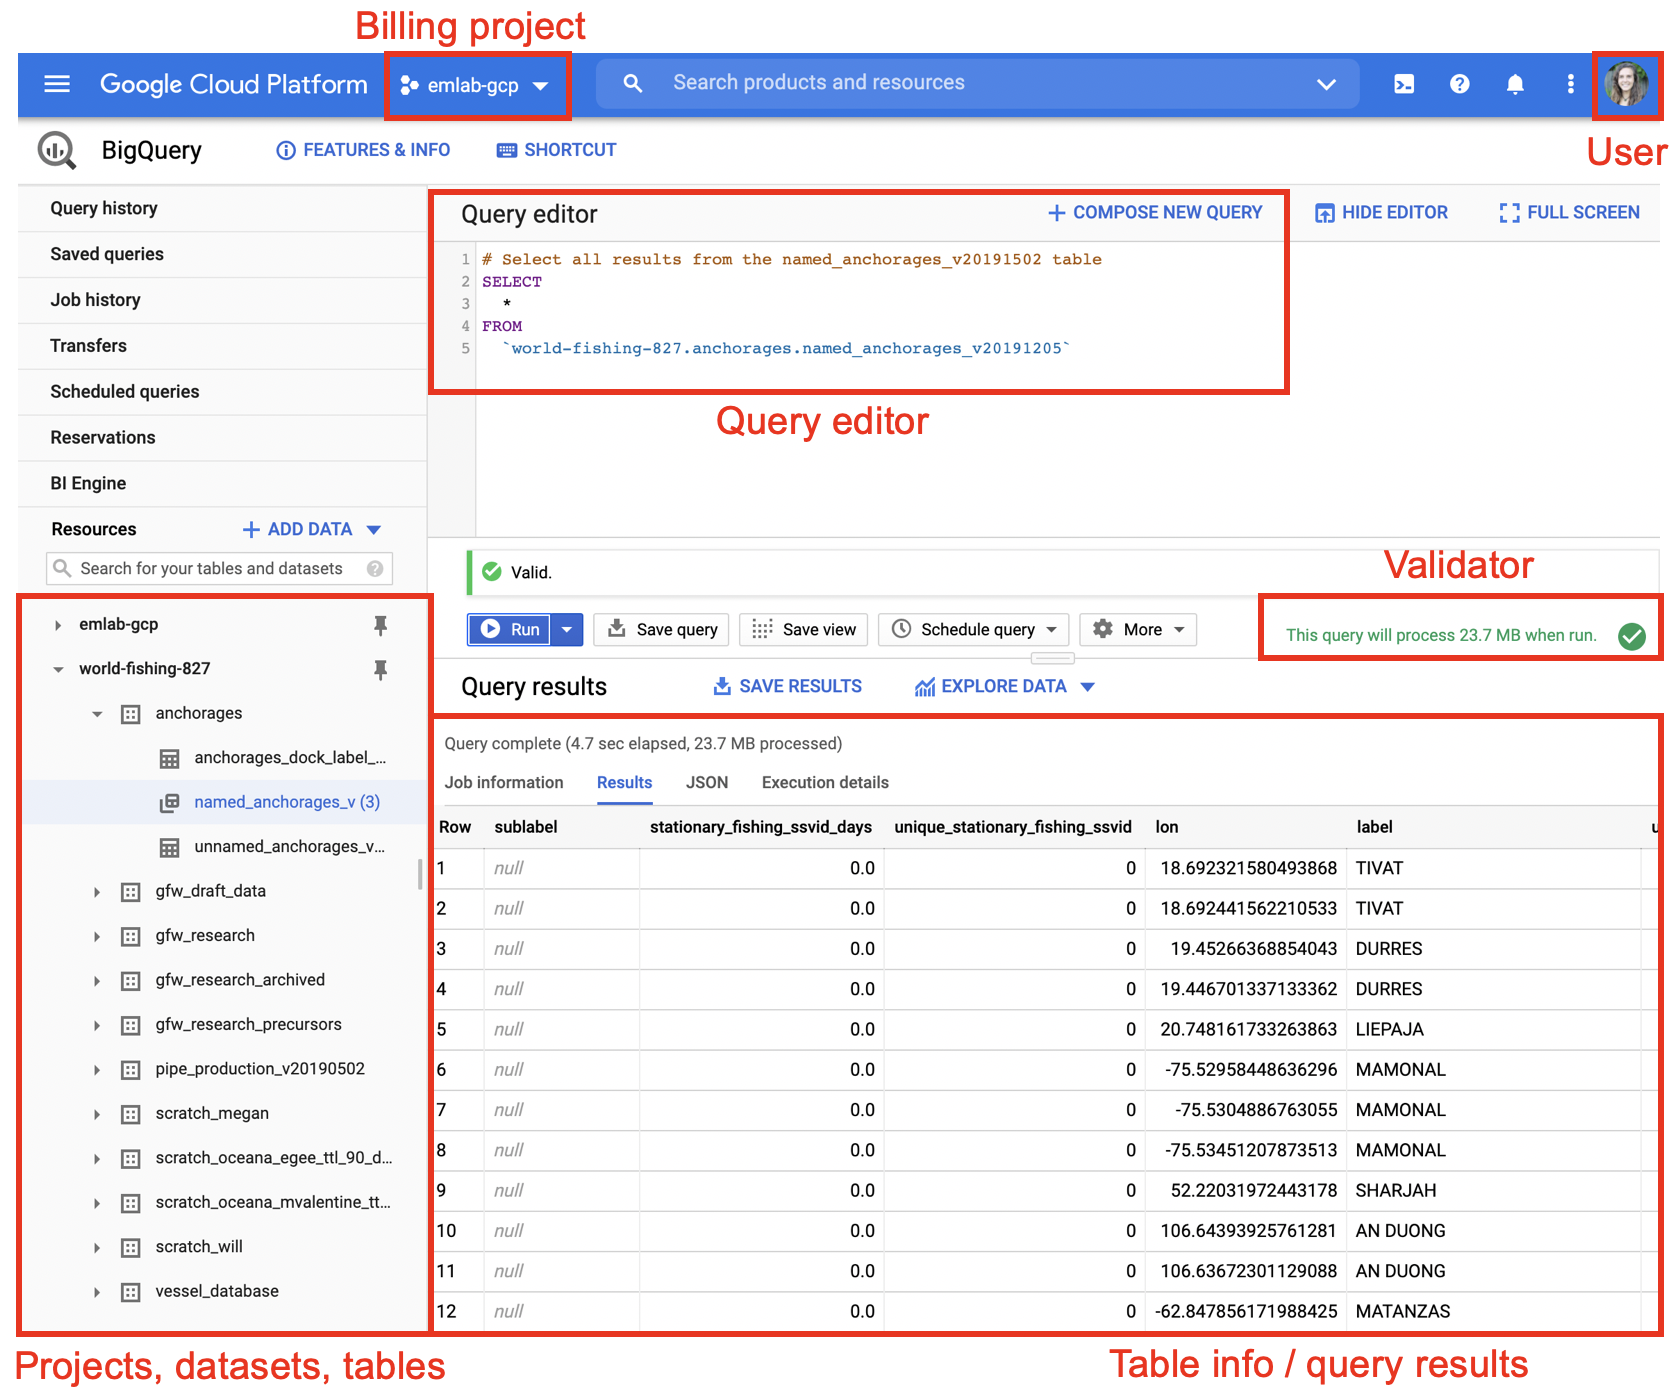 Billing project
Google Cloud Platform
emlab-gcp
Search products and resources
User
BigQuery
FEATURES & INFO
SHORTCUT
Query history
Saved queries
Job history
Transfers
Scheduled queries
Reservations
BI Engine
Resources
ADD DATA
Search for your tables and datasets
emlab-gcp
world-fishing-827
anchorages
anchorages_dock_label_...
named_anchorages_v (3)
unnamed_anchorages_v...
gfw_draft_data
gfw_research
gfw_research_archived
gfw_research_precursors
pipe_production_v20190502
scratch_megan
scratch_oceana_egee_ttl_90_d...
scratch_oceana_mvalentine_tt...
scratch_will
vessel_database
Projects, datasets, tables
Query editor
COMPOSE NEW QUERY
HIDE EDITOR
FULL SCREEN
1 # Select all results from the named_anchorages_v20191502 table
2 SELECT
3 *
4 FROM
5 `world-fishing-827.anchorages.named_anchorages_v20191205`
Query editor
Valid.
Validator
Run
Save query
Save view
Schedule query
More
This query will process 23.7 MB when run.
Query results
SAVE RESULTS
EXPLORE DATA
Query complete (4.7 sec elapsed, 23.7 MB processed)
Job information Results JSON Execution details
Row sublabel stationary_fishing_ssvid_days unique_stationary_fishing_ssvid lon label u
1 null 0.0 0 18.692321580493868 TIVAT
2 null 0.0 0 18.692441562210533 TIVAT
3 null 0.0 0 19.45266368854043 DURRES
4 null 0.0 0 19.446701337133362 DURRES
5 null 0.0 0 20.748161733263863 LIEPAJA
6 null 0.0 0 -75.52958448636296 MAMONAL
7 null 0.0 0 -75.5304886763055 MAMONAL
8 null 0.0 0 -75.53451207873513 MAMONAL
9 null 0.0 0 52.22031972443178 SHARJAH
10 null 0.0 0 106.64393925761281 AN DUONG
11 null 0.0 0 106.63672301129088 AN DUONG
12 null 0.0 0 -62.847856171988425 MATANZAS
Table info / query results